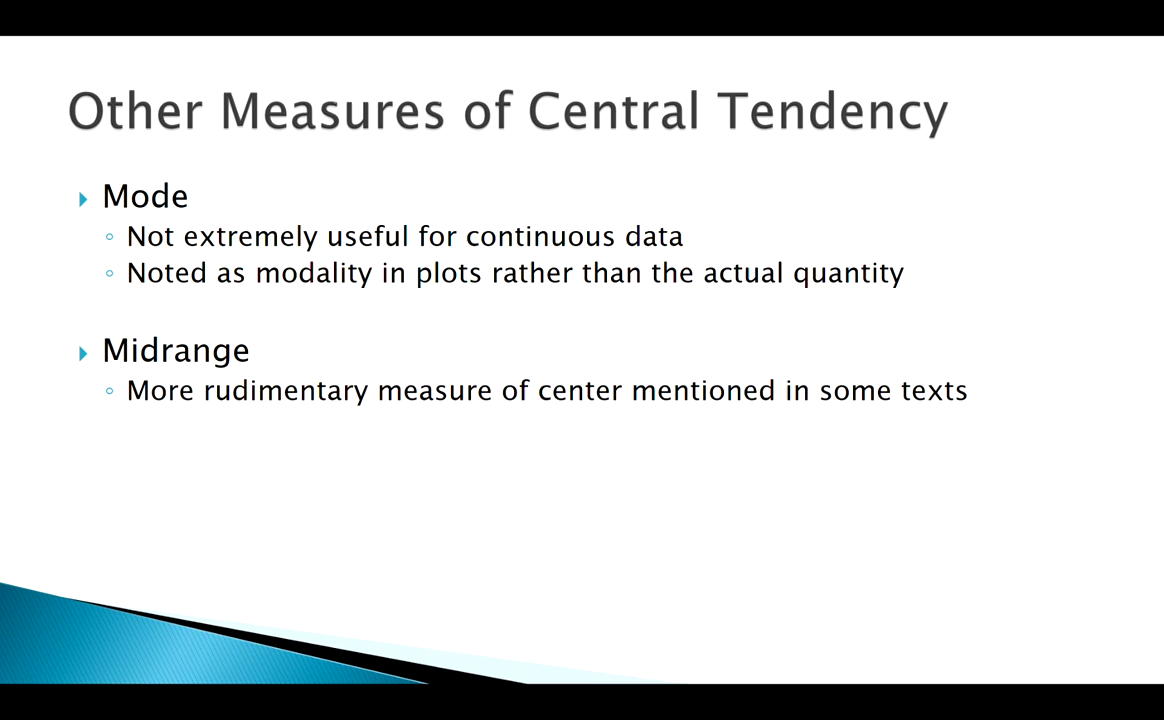 Other Measures of Central Tendency
Mode
Not extremely useful for continuous data
Noted as modality in plots rather than the actual quantity
Midrange
More rudimentary measure of center mentioned in some texts